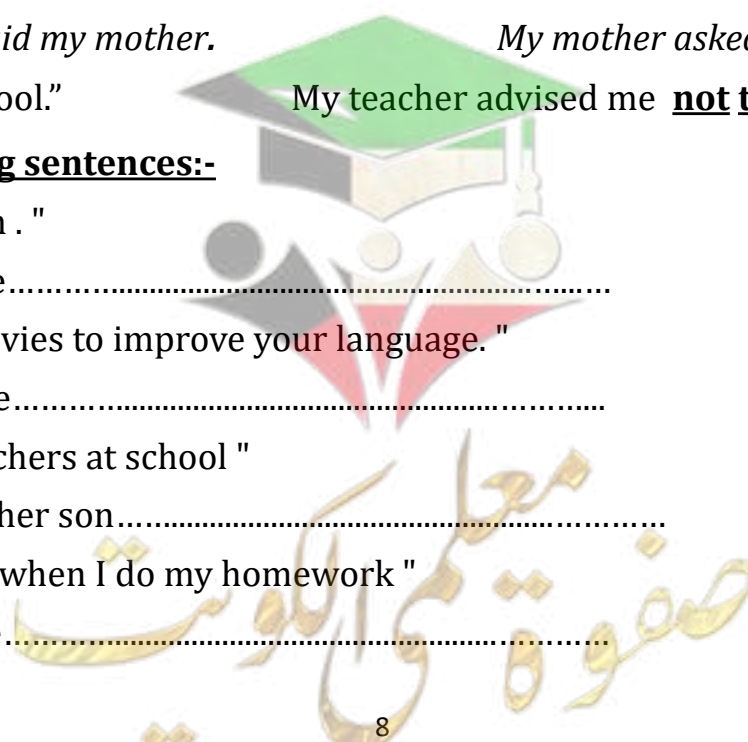 id my mother. My mother asked
ool.” My teacher advised me not t
g sentences:-
. "
e………….......................................................…...…
vies to improve your language. "
e…………..................................................………...
chers at school "
her son…….................................................…………
when I do my homework "
…………..............................................…………
8
صفوة معلمي الكويت